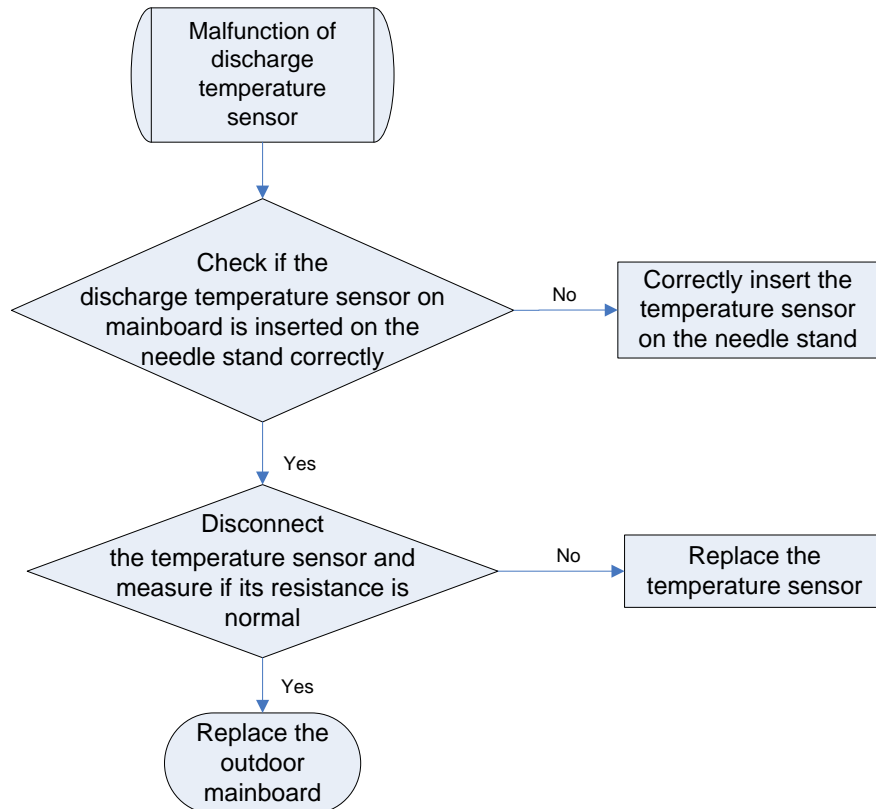 Malfunction of
discharge
temperature
sensor
Check if the
discharge temperature sensor on
mainboard is inserted on the
needle stand correctly
No
Correctly insert the
temperature sensor
on the needle stand
Yes
Disconnect
the temperature sensor and
measure if its resistance is
normal
No
Replace the
temperature sensor
Yes
Replace the
outdoor
mainboard